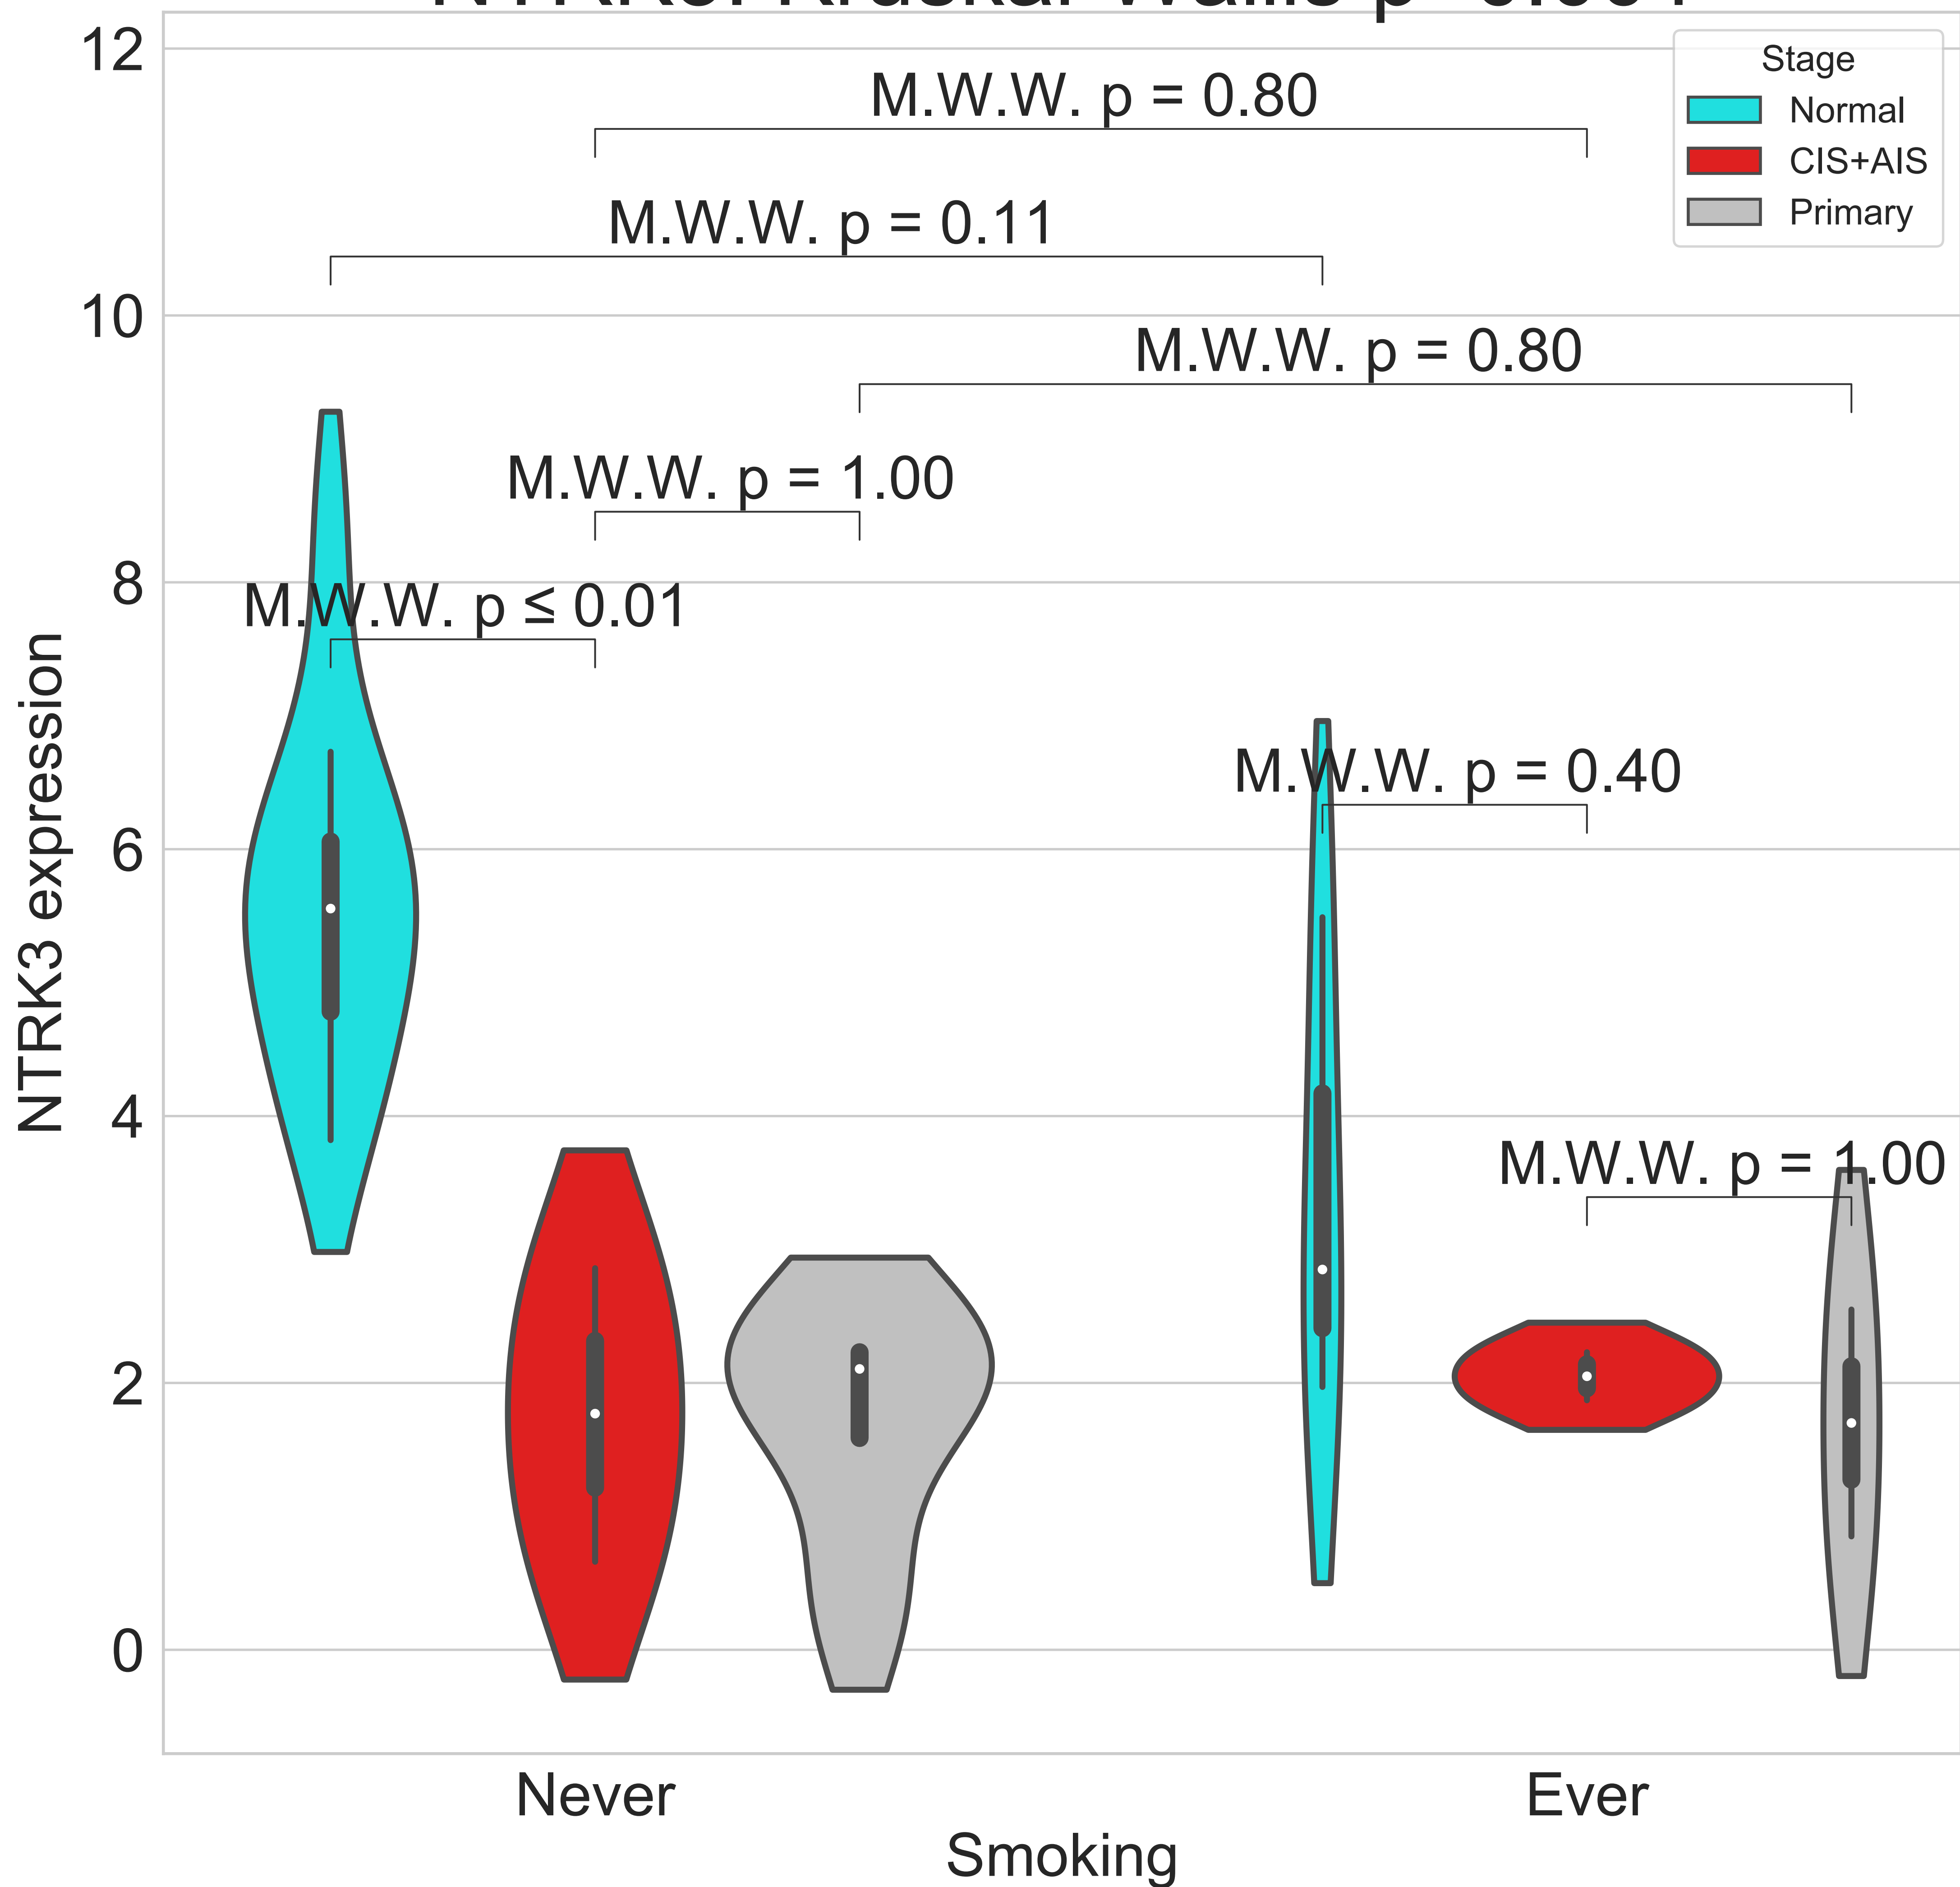 12
10
8
6
4
2
0
NTRK3 expression
Stage
Normal
CIS+AIS
Primary
M.W.W. p = 0.80
M.W.W. p = 0.11
M.W.W. p = 0.80
M.W.W. p = 1.00
M.W.W. p ≤ 0.01
M.W.W. p = 0.40
M.W.W. p = 1.00
Never
Ever
Smoking